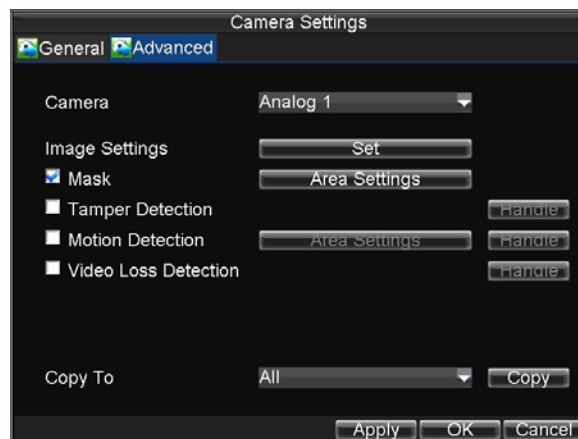 Camera Settings
General Advanced
Camera Analog 1
Image Settings Set
Mask Area Settings
Tamper Detection Handle
Motion Detection Area Settings Handle
Video Loss Detection Handle
Copy To All Copy
Apply OK Cancel